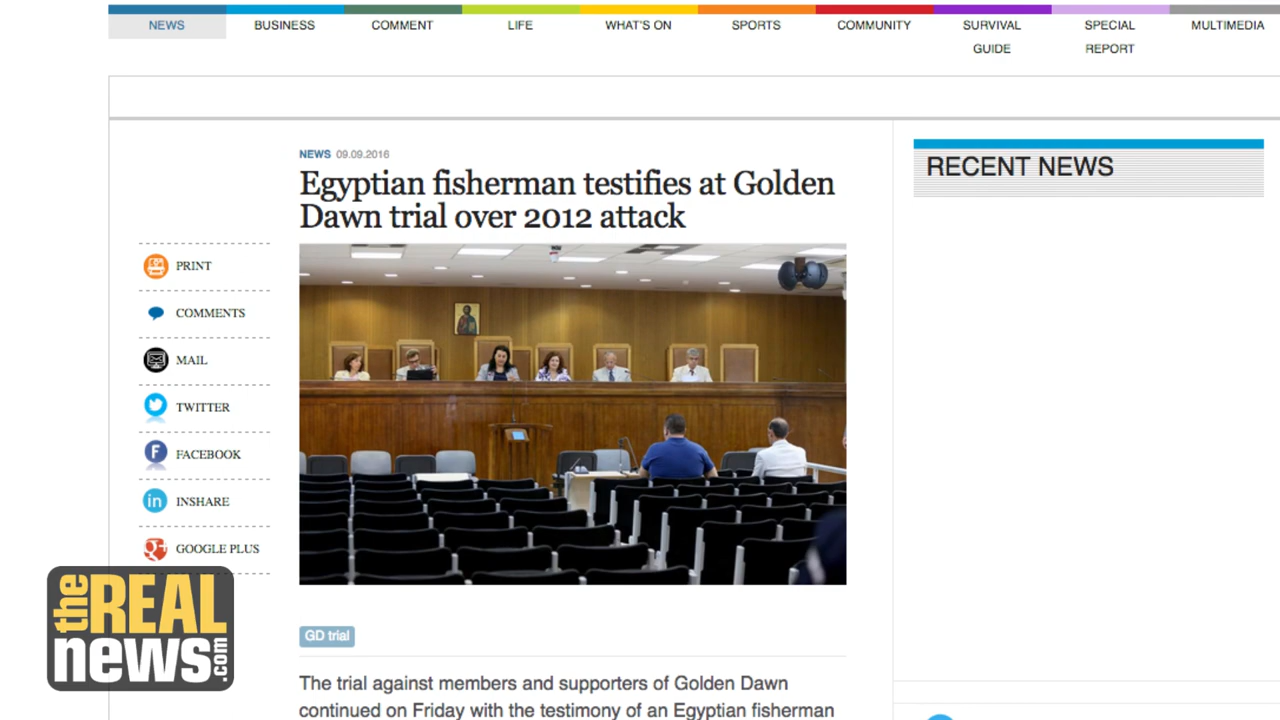 NEWS
BUSINESS
COMMENT
LIFE
WHAT'S ON
SPORTS
COMMUNITY
SURVIVAL
GUIDE
SPECIAL
REPORT
MULTIMEDIA
NEWS 09.09.2016
Egyptian fisherman testifies at Golden
Dawn trial over 2012 attack
RECENT NEWS
PRINT
COMMENTS
MAIL
TWITTER
FACEBOOK
INSHARE
GOOGLE PLUS
GD trial
The trial against members and supporters of Golden Dawn
continued on Friday with the testimony of an Egyptian fisherman
the REAL
news.com